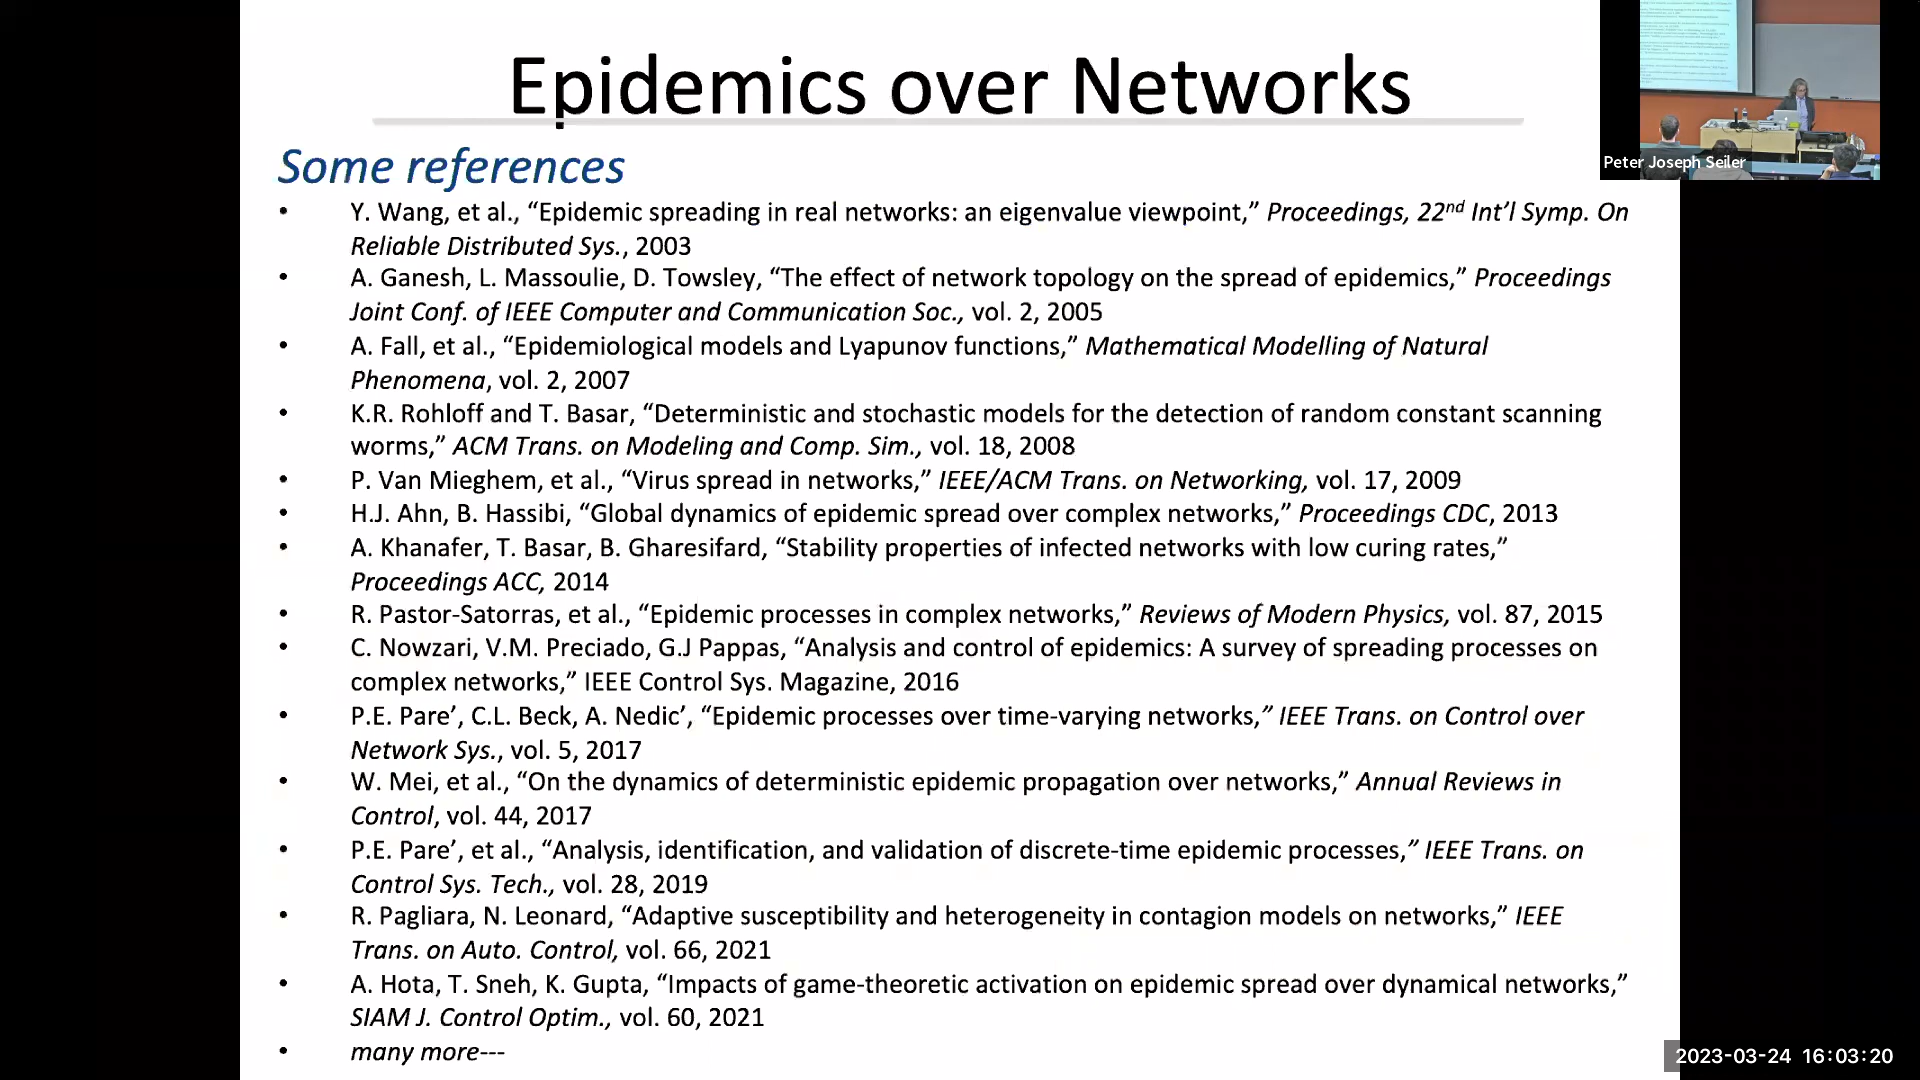 Epidemics over Networks
Peter Joseph Seiler
Some references
• Y. Wang, et al., “Epidemic spreading in real networks: an eigenvalue viewpoint,” Proceedings, 22nd Int’l Symp. On
Reliable Distributed Sys., 2003
• A. Ganesh, L. Massoulie, D. Towsley, “The effect of network topology on the spread of epidemics,” Proceedings
Joint Conf. of IEEE Computer and Communication Soc., vol. 2, 2005
• A. Fall, et al., “Epidemiological models and Lyapunov functions,” Mathematical Modelling of Natural
Phenomena, vol. 2, 2007
• K.R. Rohloff and T. Basar, “Deterministic and stochastic models for the detection of random constant scanning
worms,” ACM Trans. on Modeling and Comp. Sim., vol. 18, 2008
• P. Van Mieghem, et al., “Virus spread in networks,” IEEE/ACM Trans. on Networking, vol. 17, 2009
• H.J. Ahn, B. Hassibi, “Global dynamics of epidemic spread over complex networks,” Proceedings CDC, 2013
• A. Khanafer, T. Basar, B. Gharesifard, “Stability properties of infected networks with low curing rates,”
Proceedings ACC, 2014
• R. Pastor-Satorras, et al., “Epidemic processes in complex networks,” Reviews of Modern Physics, vol. 87, 2015
• C. Nowzari, V.M. Preciado, G.J Pappas, “Analysis and control of epidemics: A survey of spreading processes on
complex networks,” IEEE Control Sys. Magazine, 2016
• P.E. Pare’, C.L. Beck, A. Nedic’, “Epidemic processes over time-varying networks,” IEEE Trans. on Control over
Network Sys., vol. 5, 2017
• W. Mei, et al., “On the dynamics of deterministic epidemic propagation over networks,” Annual Reviews in
Control, vol. 44, 2017
• P.E. Pare’, et al., “Analysis, identification, and validation of discrete-time epidemic processes,” IEEE Trans. on
Control Sys. Tech., vol. 28, 2019
• R. Pagliara, N. Leonard, “Adaptive susceptibility and heterogeneity in contagion models on networks,” IEEE
Trans. on Auto. Control, vol. 66, 2021
• A. Hota, T. Sneh, K. Gupta, “Impacts of game-theoretic activation on epidemic spread over dynamical networks,”
SIAM J. Control Optim., vol. 60, 2021
• many more---
2023-03-24 16:03:20